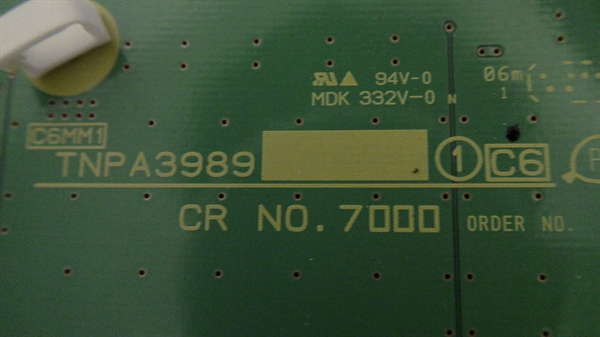 94V-0
MDK 332V-0
N
06m
1
C6MM1
TNPA3989
1 C6
CR NO. 7000
ORDER NO.
P